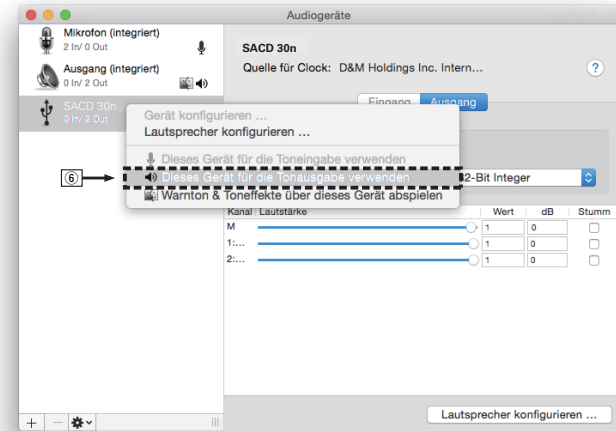 Audiogeräte
Mikrofon (integriert)
2 In/ 0 Out
Ausgang (integriert)
0 In/ 2 Out
SACD 30n
0 In/ 2 Out
SACD 30n
Quelle für Clock: D&M Holdings Inc. Intern...
?
Eingang Ausgang
Gerät konfigurieren ...
Lautsprecher konfigurieren ...
Dieses Gerät für die Toneingabe verwenden
⑥ Dieses Gerät für die Tonausgabe verwenden
Warnton & Toneffekte über dieses Gerät abspielen
2-Bit Integer
Kanal Lautstärke Wert dB Stumm
M 1 0
1:... 1 0
2:... 1 0
+ −
Lautsprecher konfigurieren ...